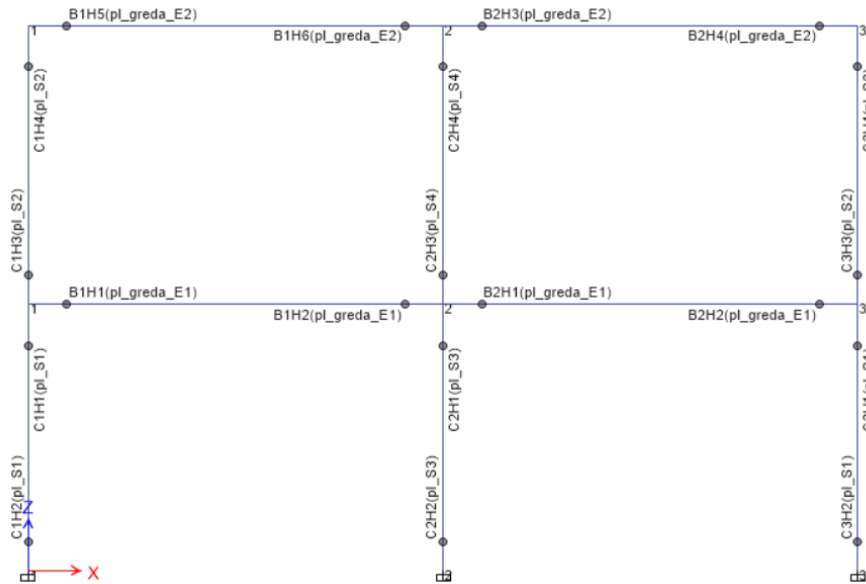 B1H5(pl_greda_E2)
B2H3(pl_greda_E2)
1
B1H6(pl_greda_E2)
2
B2H4(pl_greda_E2)
3
C1H4(pl_S2)
C2H4(pl_S4)
C1H3(pl_S2)
C2H3(pl_S4)
C3H3(pl_S2)
B1H1(pl_greda_E1)
B2H1(pl_greda_E1)
1
B1H2(pl_greda_E1)
2
B2H2(pl_greda_E1)
3
C1H1(pl_S1)
C2H1(pl_S3)
C1H2(pl_S1)
C2H2(pl_S3)
C3H2(pl_S1)
Z
X